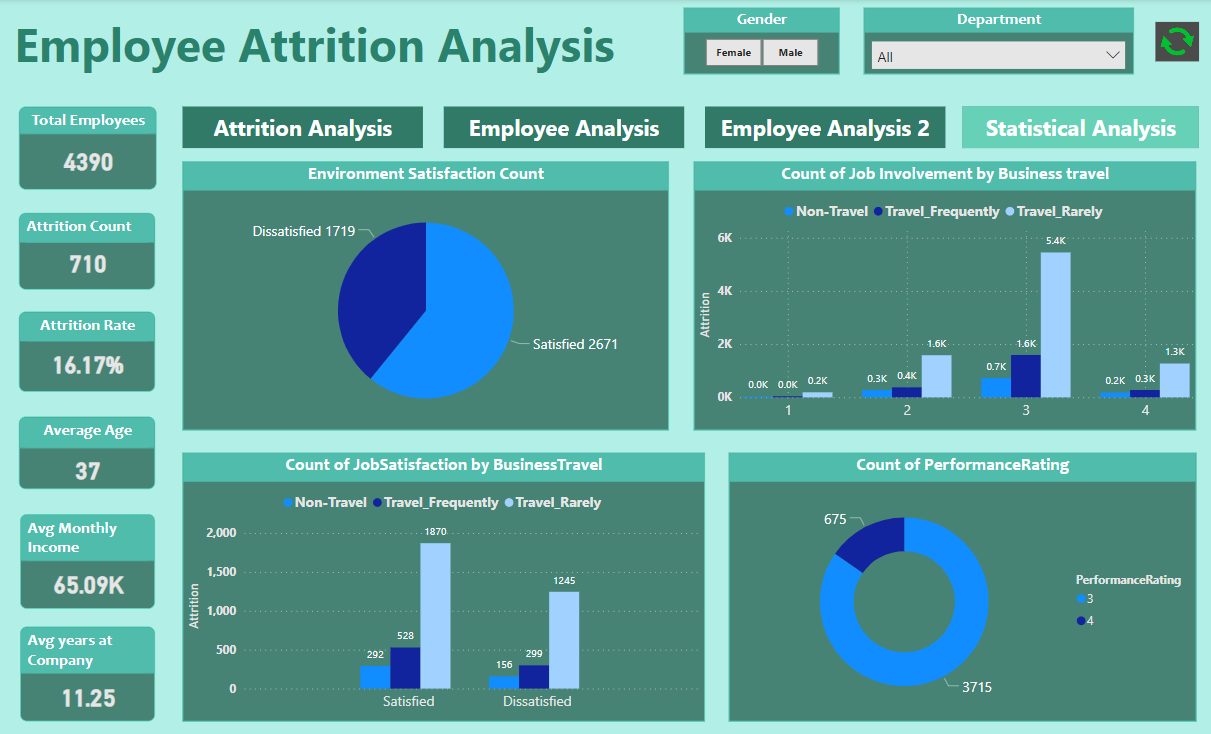 Employee Attrition Analysis
Gender
Female
Male
Department
All
Total Employees
4390
Attrition Count
710
Attrition Rate
16.17%
Average Age
37
Avg Monthly
Income
65.09K
Avg years at
Company
11.25
Attrition Analysis
Employee Analysis
Employee Analysis 2
Statistical Analysis
Environment Satisfaction Count
Dissatisfied 1719
Satisfied 2671
Count of Job Involvement by Business travel
Non-Travel Travel_Frequently Travel_Rarely
Attrition
6K
4K
2K
0K
0.0K 0.0K 0.2K
0.3K 0.4K 1.6K
0.7K 1.6K 5.4K
0.2K 0.3K 1.3K
1 2 3 4
Count of JobSatisfaction by BusinessTravel
Non-Travel Travel_Frequently Travel_Rarely
Attrition
2,000
1,500
1,000
500
0
292 528 1870
156 299 1245
Satisfied Dissatisfied
Count of PerformanceRating
675
3715
PerformanceRating
3
4